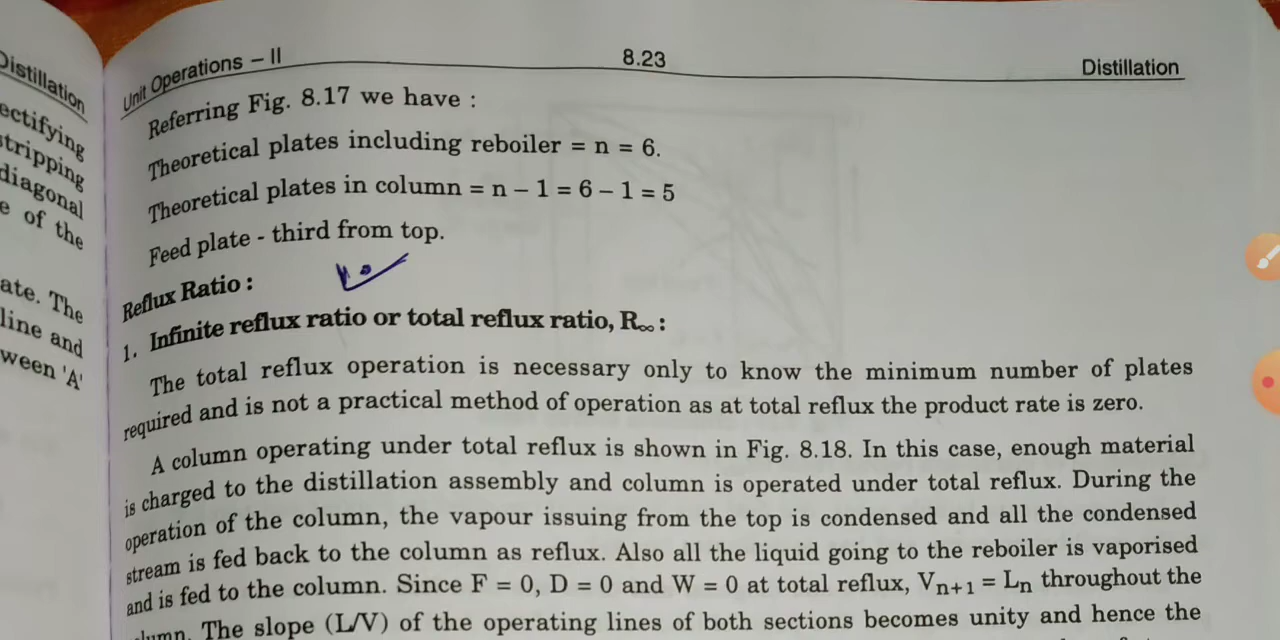 Distillation
ectifying
tripping
diagonal
e of the
ate. The
line and
ween 'A'
Unit Operations – II 8.23 Distillation
Referring Fig. 8.17 we have :
Theoretical plates including reboiler = n = 6.
Theoretical plates in column = n – 1 = 6 – 1 = 5
Feed plate - third from top.
Reflux Ratio :
1. Infinite reflux ratio or total reflux ratio, R∞ :
The total reflux operation is necessary only to know the minimum number of plates
required and is not a practical method of operation as at total reflux the product rate is zero.
A column operating under total reflux is shown in Fig. 8.18. In this case, enough material
is charged to the distillation assembly and column is operated under total reflux. During the
operation of the column, the vapour issuing from the top is condensed and all the condensed
stream is fed back to the column as reflux. Also all the liquid going to the reboiler is vaporised
and is fed to the column. Since F = 0, D = 0 and W = 0 at total reflux, Vn+1 = Ln throughout the
lumn. The slope (L/V) of the operating lines of both sections becomes unity and hence the